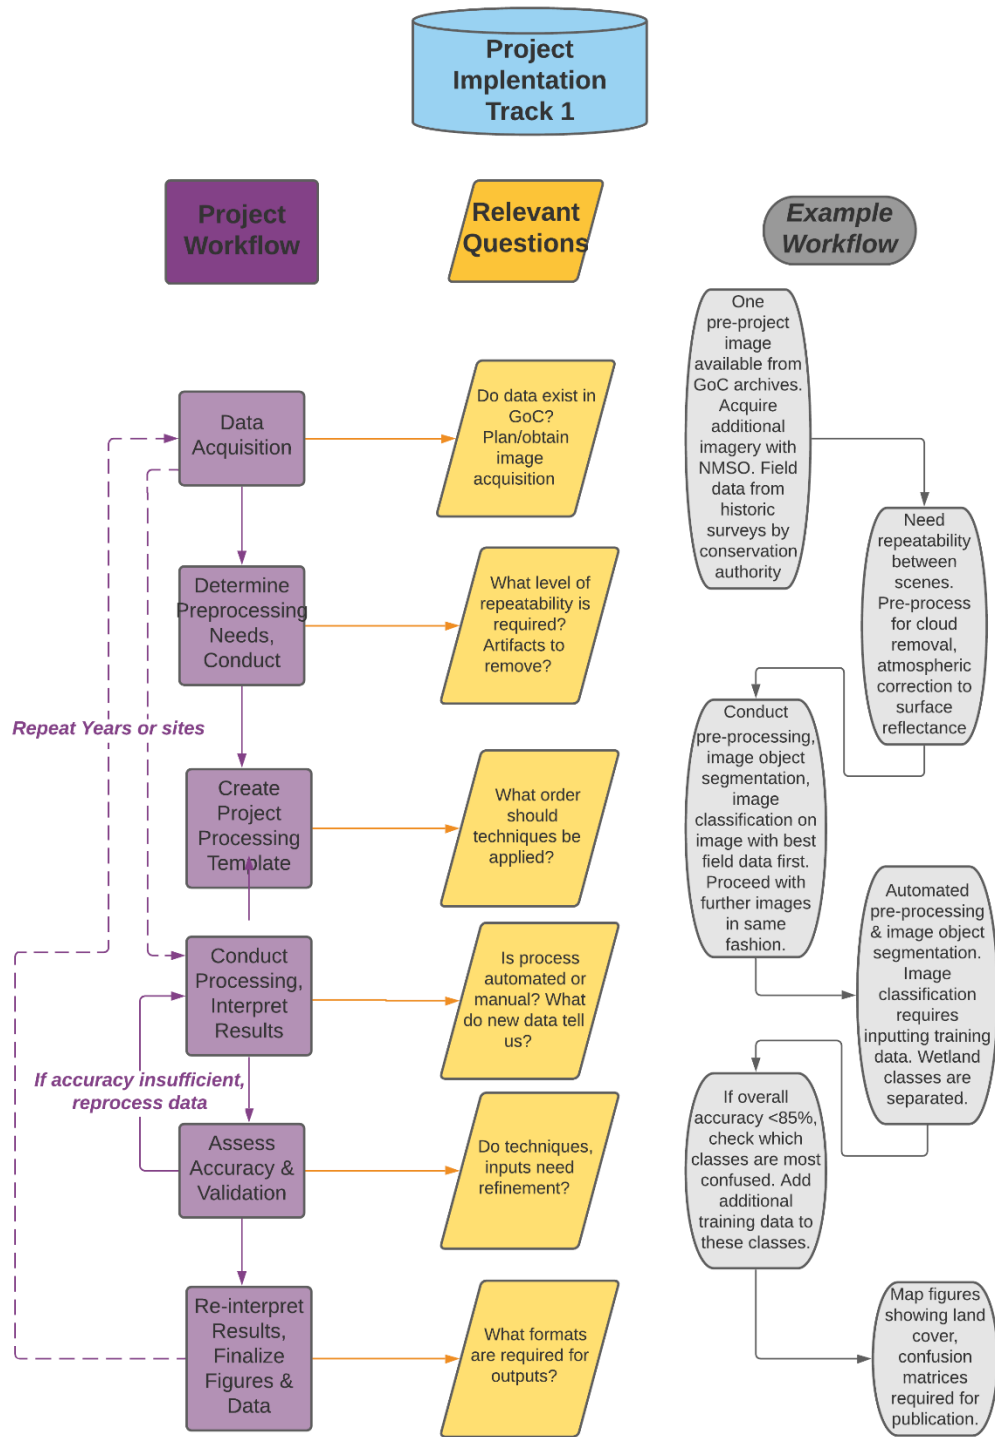 Project
Implentation
Track 1
Project
Workflow
Relevant
Questions
Example
Workflow
Data
Acquisition
Determine
Preprocessing
Needs,
Conduct
Repeat Years or sites
Create
Project
Processing
Template
Conduct
Processing,
Interpret
Results
If accuracy insufficient,
reprocess data
Assess
Accuracy &
Validation
Re-interpret
Results,
Finalize
Figures &
Data
Do data exist in
GoC?
Plan/obtain
image
acquisition
What level of
repeatability is
required?
Artifacts to
remove?
What order
should
techniques be
applied?
Is process
automated or
manual? What
do new data tell
us?
Do techniques,
inputs need
refinement?
What formats
are required for
outputs?
One
pre-project
image
available from
GoC archives.
Acquire
additional
imagery with
NMSO. Field
data from
historic
surveys by
conservation
authority
Need
repeatability
between
scenes.
Pre-process
for cloud
removal,
atmospheric
correction to
surface
reflectance
Conduct
pre-processing,
image object
segmentation,
image
classification on
image with best
field data first.
Proceed with
further images
in same
fashion.
Automated
pre-processing
& image object
segmentation.
Image
classification
requires
inputting training
data. Wetland
classes are
separated.
If overall
accuracy <85%,
check which
classes are most
confused. Add
additional
training data to
these classes.
Map figures
showing land
cover,
confusion
matrices
required for
publication.